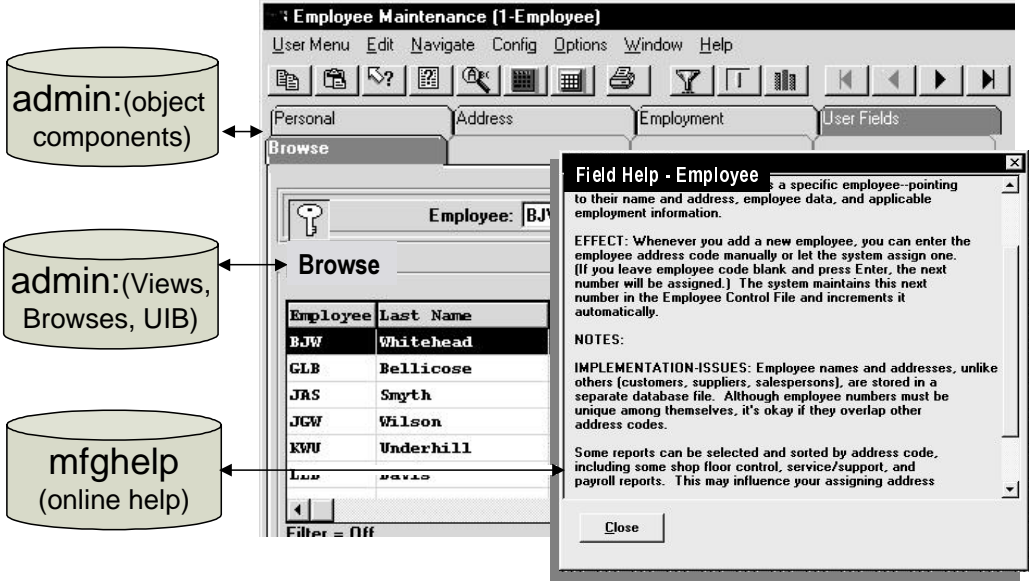 Employee Maintenance (1-Employee)
User Menu Edit Navigate Config Options Window Help
admin:(object
components)
Personal Address Employment User Fields
Browse
Field Help - Employee
s a specific employee--pointing
to their name and address, employee data, and applicable
employment information.
EFFECT: Whenever you add a new employee, you can enter the
employee address code manually or let the system assign one.
(If you leave employee code blank and press Enter, the next
number will be assigned.) The system maintains this next
number in the Employee Control File and increments it
automatically.
NOTES:
IMPLEMENTATION-ISSUES: Employee names and addresses, unlike
others (customers, suppliers, salespersons), are stored in a
separate database file. Although employee numbers must be
unique among themselves, it's okay if they overlap other
address codes.
Some reports can be selected and sorted by address code,
including some shop floor control, service/support, and
payroll reports. This may influence your assigning address
Close
Employee: BJW
admin:(Views,
Browses, UIB)
Browse
Employee Last Name
BJW Whitehead
GLB Bellicose
JAS Smyth
JGW Wilson
KWU Underhill
Davis
mfghelp
(online help)
Filter = Off